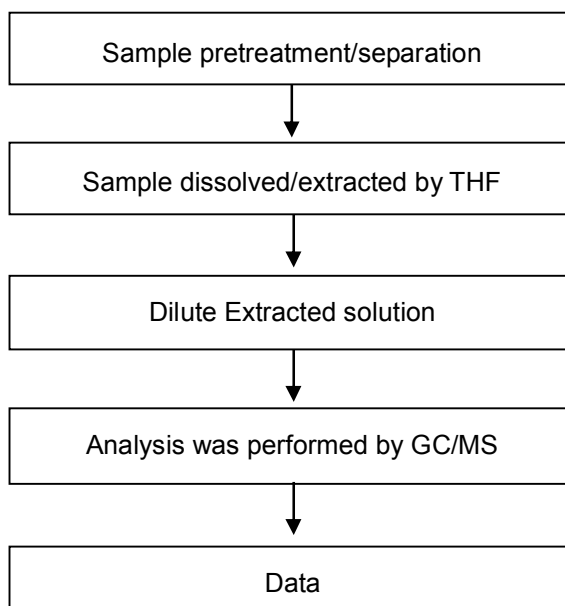 Sample pretreatment/separation
Sample dissolved/extracted by THF
Dilute Extracted solution
Analysis was performed by GC/MS
Data